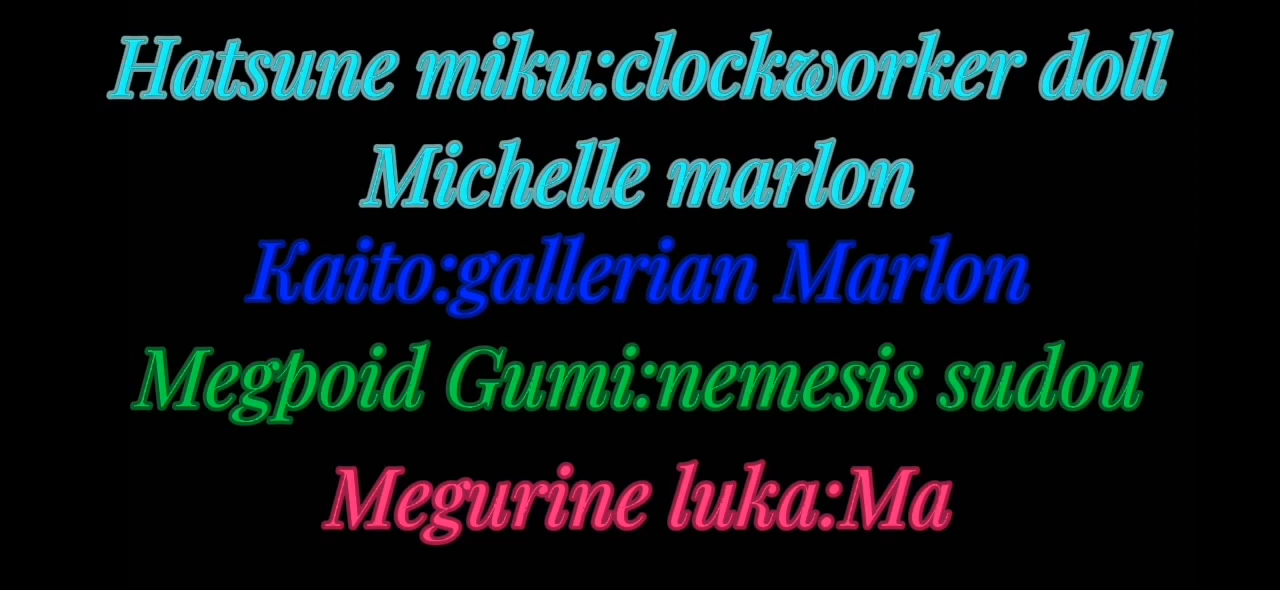 Hatsune miku:clockworker doll
Michelle marlon
Kaito:gallerian Marlon
Megpoid Gumi:nemesis sudou
Megurine luka:Ma